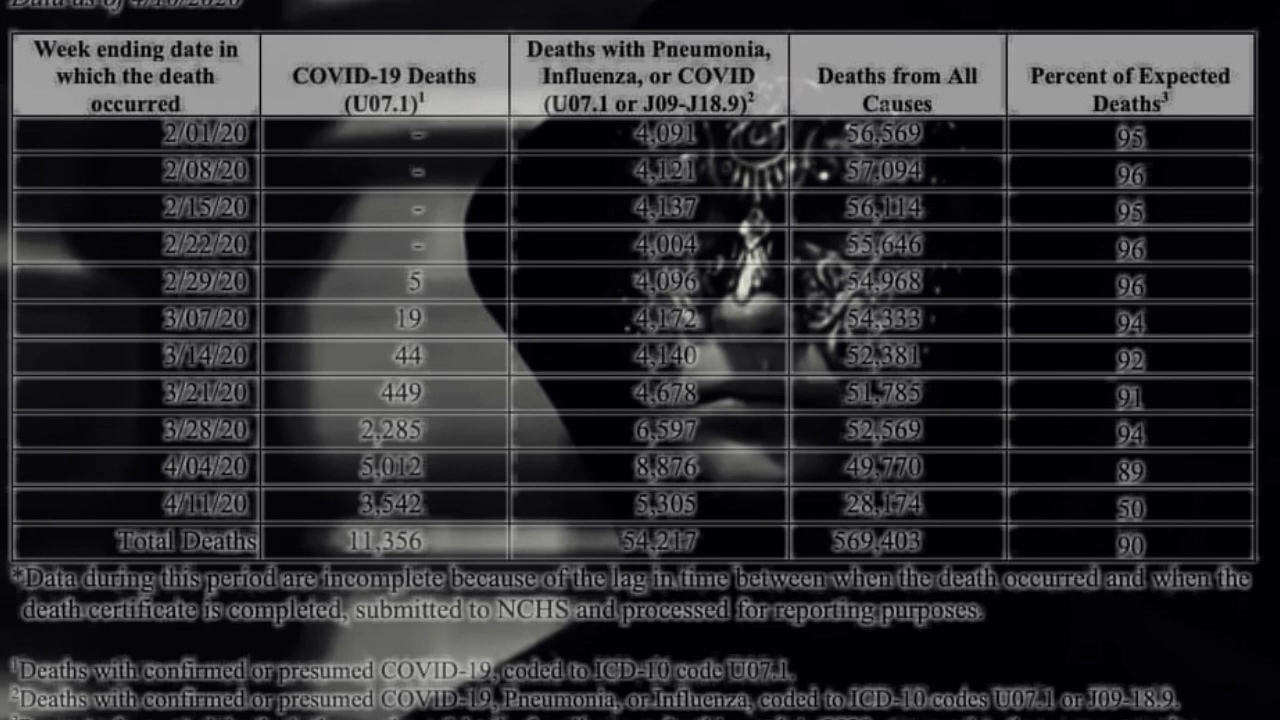 Data as of 4/16/2020
Week ending date in which the death occurred | COVID-19 Deaths (U07.1)¹ | Deaths with Pneumonia, Influenza, or COVID (U07.1 or J09-J18.9)² | Deaths from All Causes | Percent of Expected Deaths³
2/01/20 | - | 4,091 | 56,569 | 95
2/08/20 | - | 4,121 | 57,094 | 96
2/15/20 | - | 4,137 | 56,114 | 95
2/22/20 | - | 4,004 | 55,646 | 96
2/29/20 | 5 | 4,096 | 54,968 | 96
3/07/20 | 19 | 4,172 | 54,333 | 94
3/14/20 | 44 | 4,140 | 52,381 | 92
3/21/20 | 449 | 4,678 | 51,785 | 91
3/28/20 | 2,285 | 6,597 | 52,569 | 94
4/04/20 | 5,012 | 8,876 | 49,770 | 89
4/11/20 | 3,542 | 5,305 | 28,174 | 50
Total Deaths | 11,356 | 54,217 | 569,403 | 90
*Data during this period are incomplete because of the lag in time between when the death occurred and when the
death certificate is completed, submitted to NCHS and processed for reporting purposes.
¹Deaths with confirmed or presumed COVID-19, coded to ICD-10 code U07.1.
²Deaths with confirmed or presumed COVID-19, Pneumonia, or Influenza, coded to ICD-10 codes U07.1 or J09-18.9.